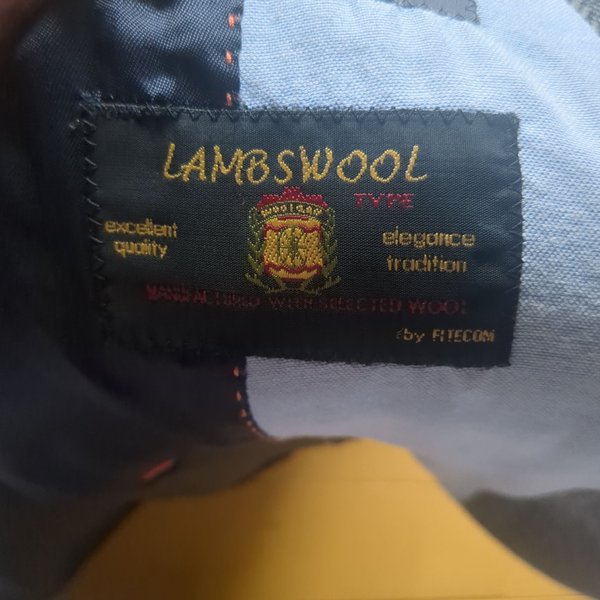 LAMBSWOOL
TYPE
excellent
quality
elegance
tradition
MANUFACTURED WITH SELECTED WOOL
by FITECOM